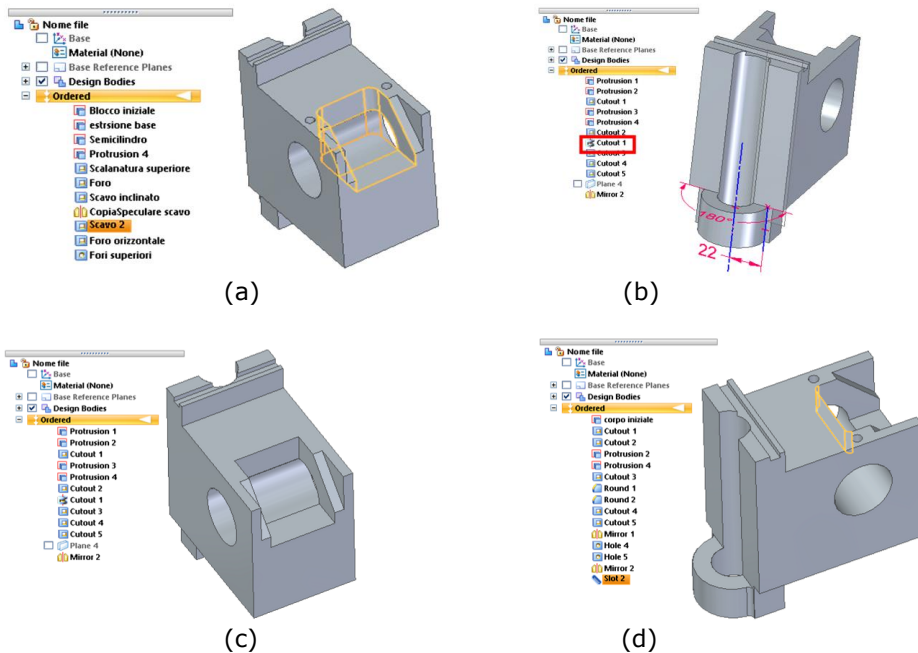 Nome file
Base
Material (None)
Base Reference Planes
Design Bodies
Ordered
Blocco iniziale
estrsione base
Semicilindro
Protrusion 4
Scalanatura superiore
Foro
Scavo inclinato
CopiaSpeculare scavo
Scavo 2
Foro orizzontale
Fori superiori
(a)
Nome file
Base
Material (None)
Base Reference Planes
Design Bodies
Ordered
Protrusion 1
Protrusion 2
Cutout 1
Protrusion 3
Protrusion 4
Cutout 2
Cutout 1
Cutout 3
Cutout 4
Cutout 5
Plane 4
Mirror 2
180°
22
(b)
Nome file
Base
Material (None)
Base Reference Planes
Design Bodies
Ordered
Protrusion 1
Protrusion 2
Cutout 1
Protrusion 3
Protrusion 4
Cutout 2
Cutout 1
Cutout 3
Cutout 4
Cutout 5
Plane 4
Mirror 2
(c)
Nome file
Base
Material (None)
Base Reference Planes
Design Bodies
Ordered
corpo iniziale
Cutout 1
Cutout 2
Protrusion 2
Protrusion 4
Cutout 3
Round 1
Round 2
Cutout 4
Cutout 5
Mirror 1
Hole 4
Hole 5
Mirror 2
Slot 2
(d)